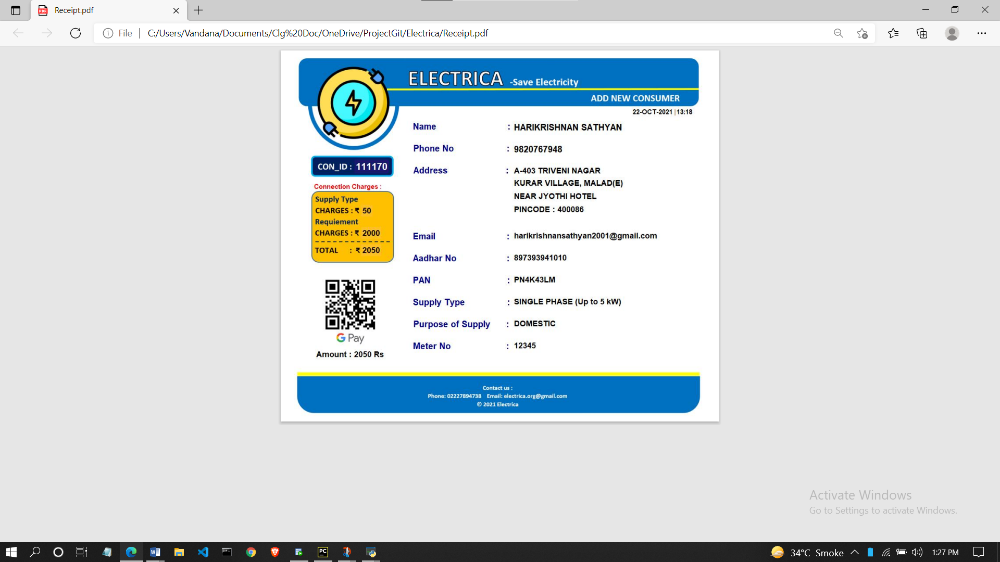 Receipt.pdf
File
C:/Users/Vandana/Documents/Clg%20Doc/OneDrive/ProjectGit/Electrica/Receipt.pdf
ELECTRICA -Save Electricity
ADD NEW CONSUMER
22-OCT-2021 | 13:18
Name : HARIKRISHNAN SATHYAN
Phone No : 9820767948
Address : A-403 TRIVENI NAGAR
KURAR VILLAGE, MALAD(E)
NEAR JYOTHI HOTEL
PINCODE : 400086
Email : harikrishnansathyan2001@gmail.com
Aadhar No : 897393941010
PAN : PN4K43LM
Supply Type : SINGLE PHASE (Up to 5 kW)
Purpose of Supply : DOMESTIC
Meter No : 12345
CON_ID : 111170
Connection Charges :
Supply Type
CHARGES : ₹ 50
Requiement
CHARGES : ₹ 2000
TOTAL : ₹ 2050
G Pay
Amount : 2050 Rs
Contact us :
Phone: 02227894738 Email: electrica.org@gmail.com
© 2021 Electrica
Activate Windows
Go to Settings to activate Windows.
34°C Smoke
1:27 PM